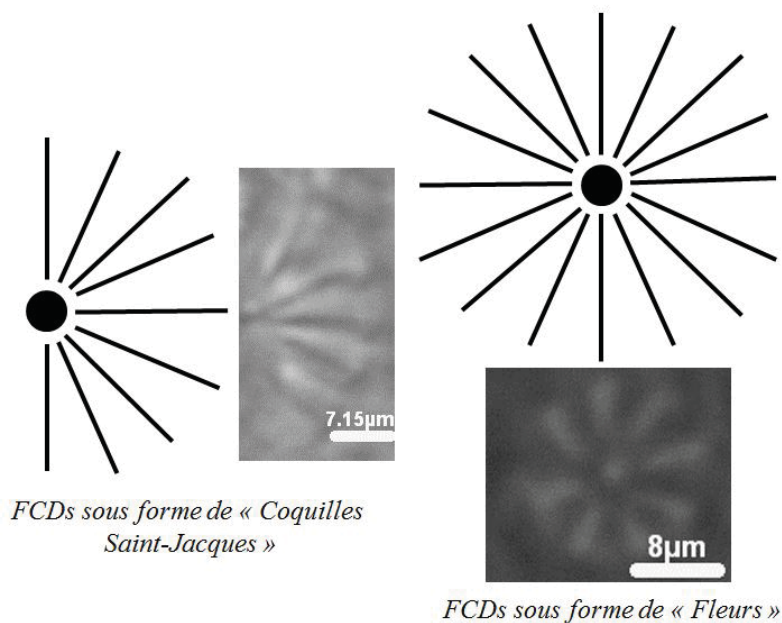 7.15µm
FCDs sous forme de « Coquilles
Saint-Jacques »
8µm
FCDs sous forme de « Fleurs »